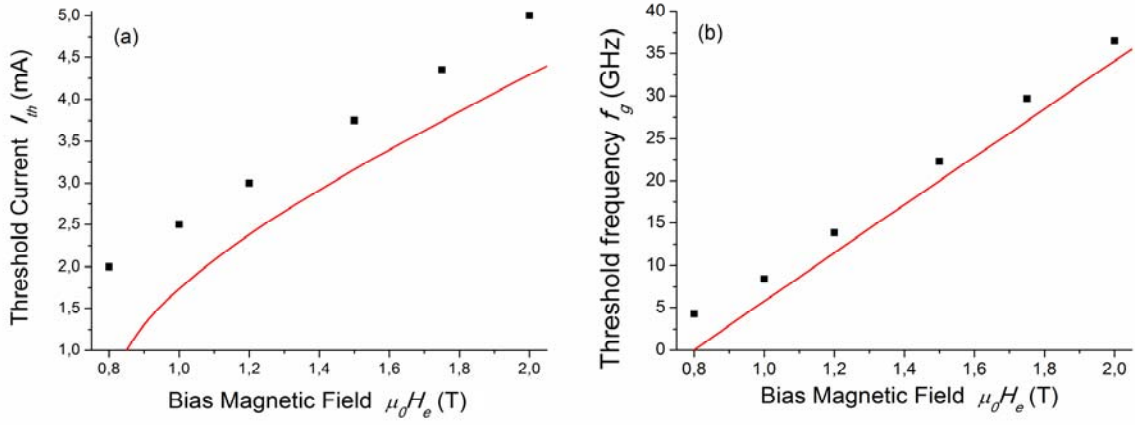 (a)
Threshold Current I_th (mA)
5,0
4,5
4,0
3,5
3,0
2,5
2,0
1,5
1,0
0,8 1,0 1,2 1,4 1,6 1,8 2,0
Bias Magnetic Field μ₀Hₑ (T)
(b)
Threshold frequency f_g (GHz)
35
30
25
20
15
10
5
0
0.8 1,0 1,2 1,4 1,6 1,8 2,0
Bias Magnetic Field μ₀Hₑ (T)